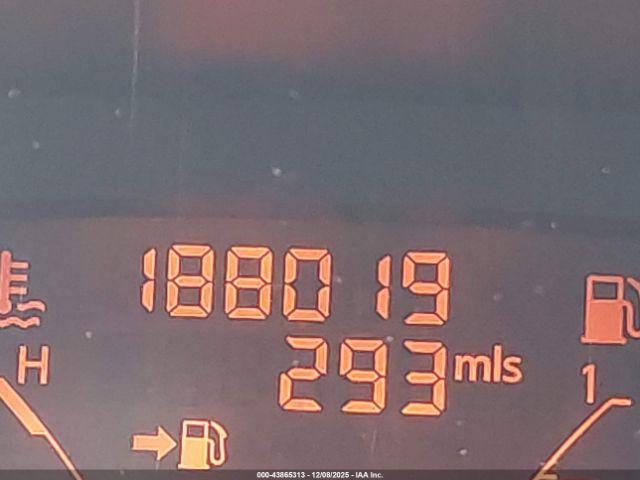 188019
H 293 mls 1
000-43865313 - 12/08/2025 - IAA Inc.